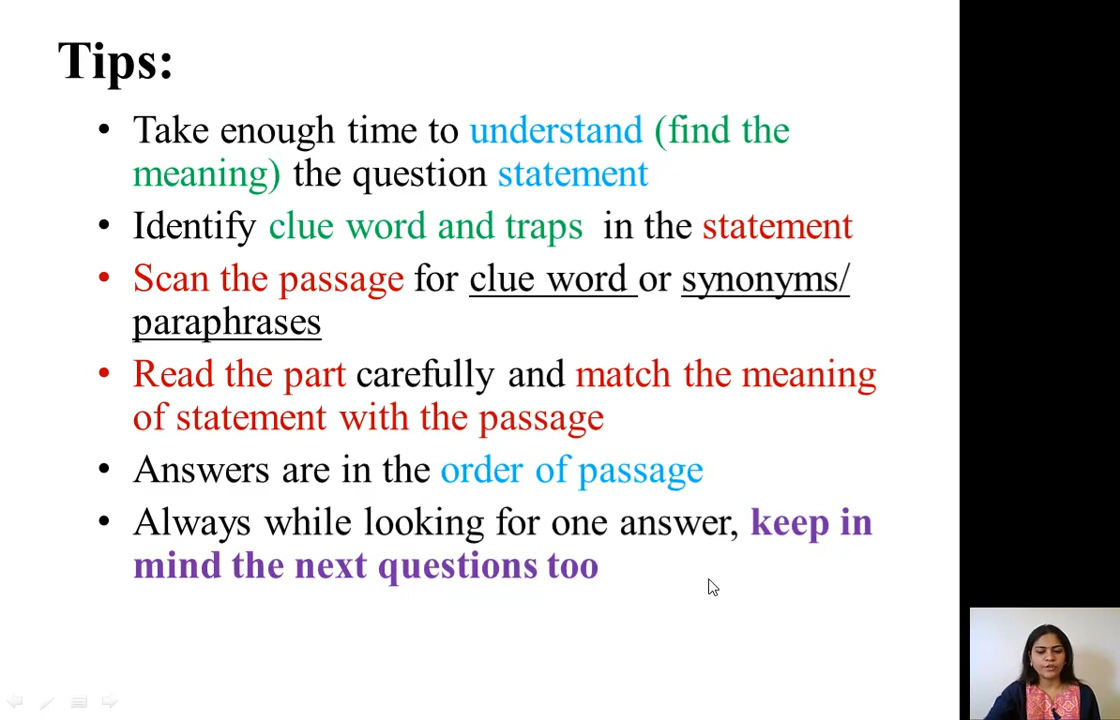 Tips:
• Take enough time to understand (find the
meaning) the question statement
• Identify clue word and traps in the statement
• Scan the passage for clue word or synonyms/
paraphrases
• Read the part carefully and match the meaning
of statement with the passage
• Answers are in the order of passage
• Always while looking for one answer, keep in
mind the next questions too